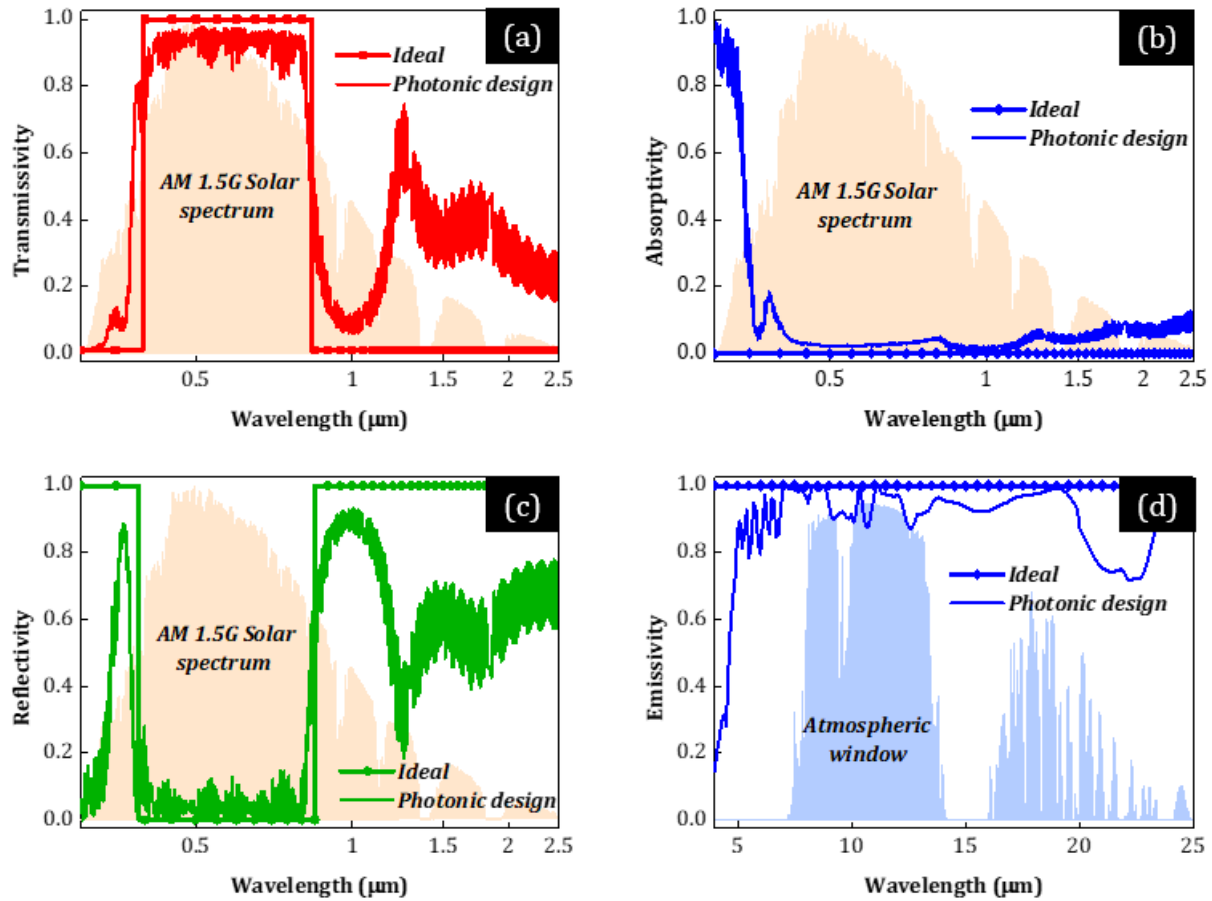 (a)
1.0
0.8
0.6
0.4
0.2
0.0
Transmissivity
Ideal
Photonic design
AM 1.5G Solar
spectrum
0.5
1
1.5
2
2.5
Wavelength (μm)
(b)
1.0
0.8
0.6
0.4
0.2
0.0
Absorptivity
Ideal
Photonic design
AM 1.5G Solar
spectrum
0.5
1
1.5
2
2.5
Wavelength (μm)
(c)
1.0
0.8
0.6
0.4
0.2
0.0
Reflectivity
AM 1.5G Solar
spectrum
Ideal
Photonic design
0.5
1
1.5
2
2.5
Wavelength (μm)
(d)
1.0
0.8
0.6
0.4
0.2
0.0
Emissivity
Ideal
Photonic design
Atmospheric
window
5
10
15
20
25
Wavelength (μm)